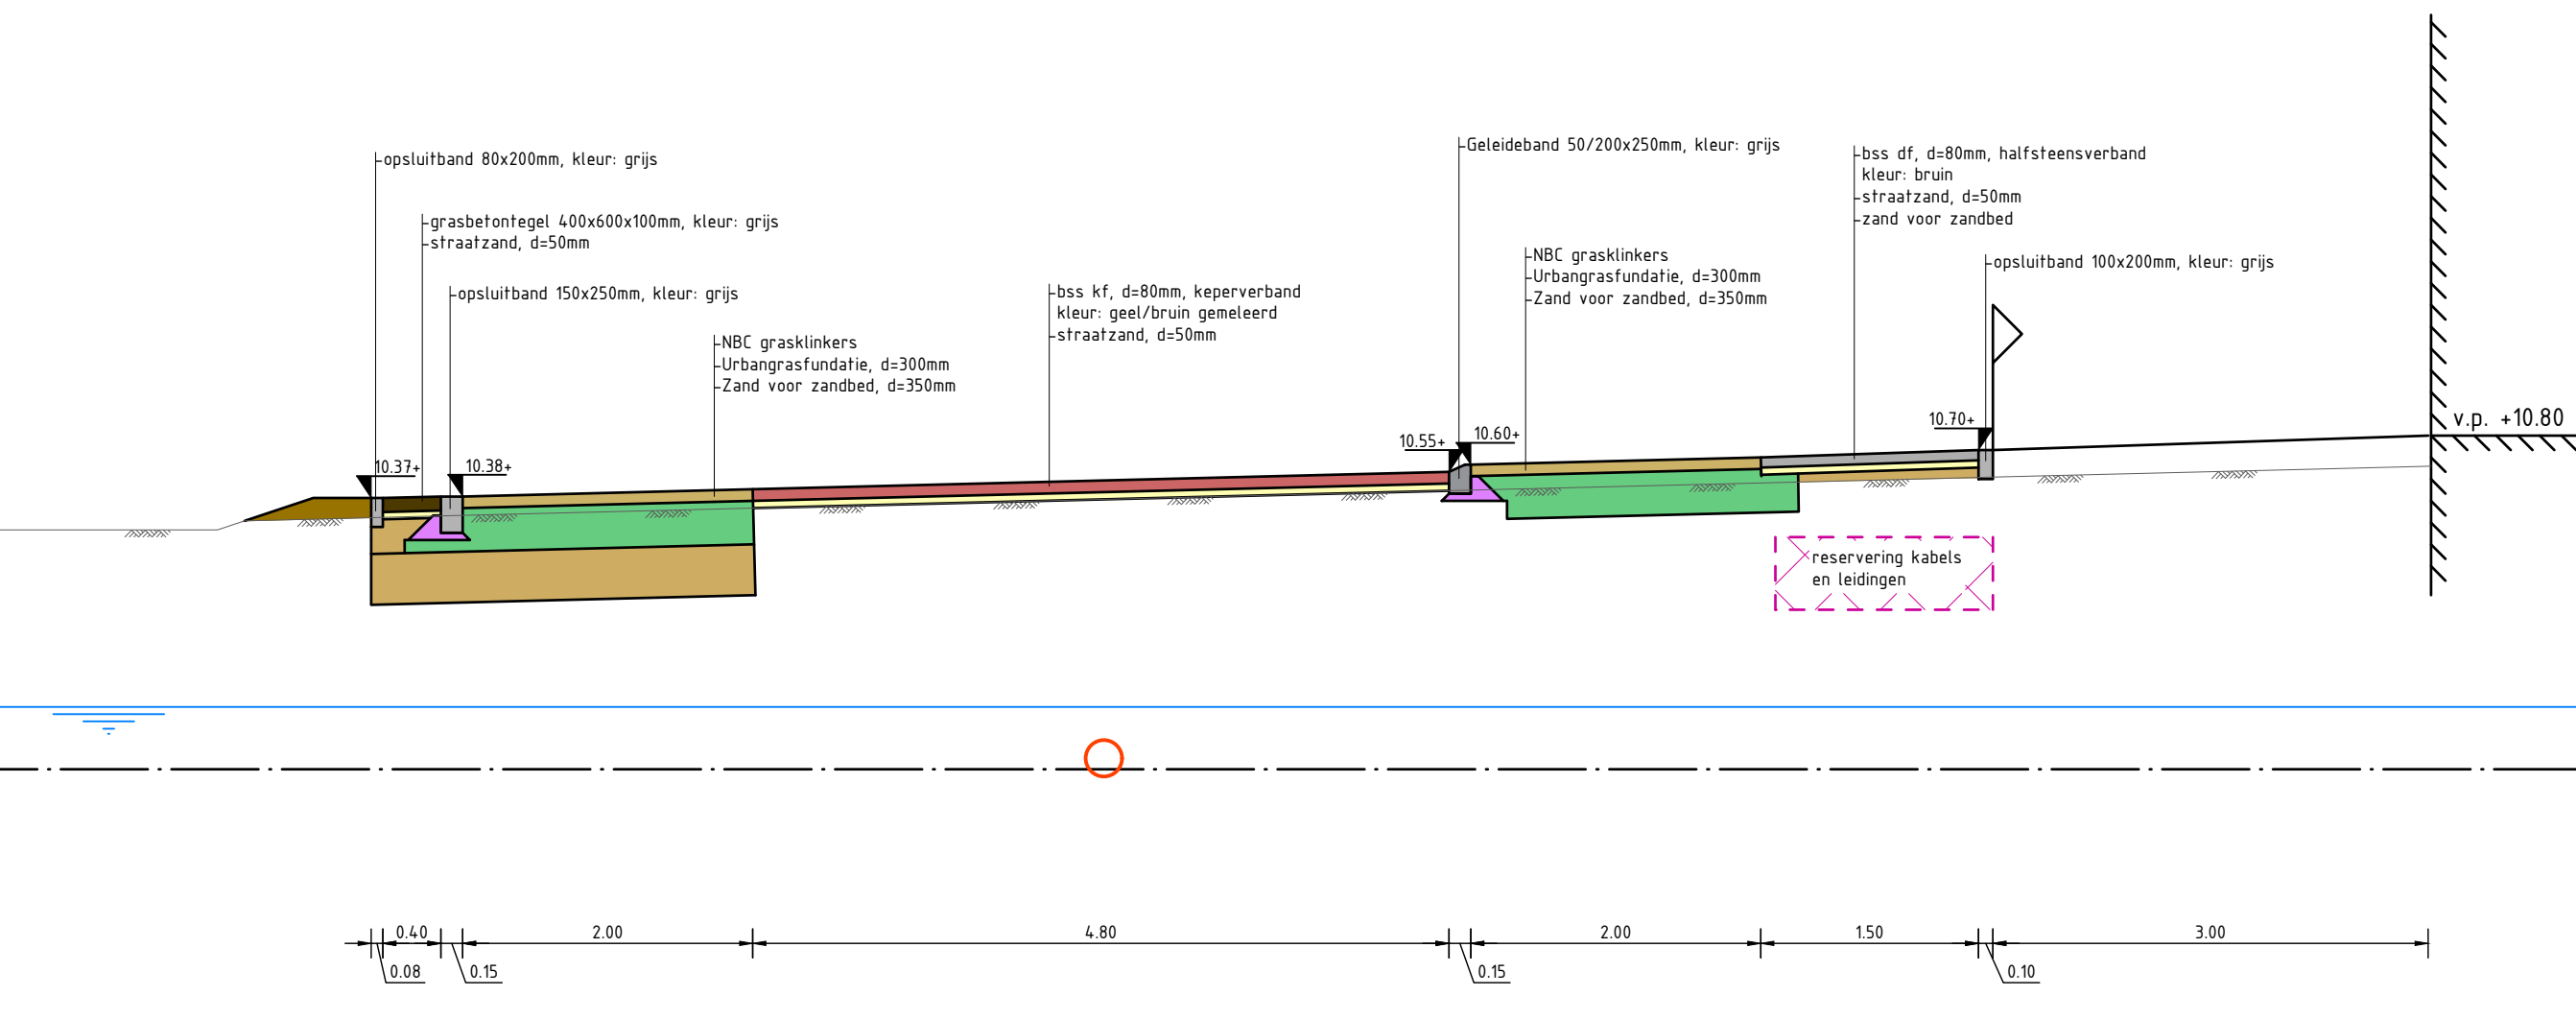 opsluitband 80x200mm, kleur: grijs
grasbetontegel 400x600x100mm, kleur: grijs
straatzand, d=50mm
opsluitband 150x250mm, kleur: grijs
NBC grasklinkers
Urbangrasfundatie, d=300mm
Zand voor zandbed, d=350mm
bss kf, d=80mm, keperverband
kleur: geel/bruin gemeleerd
straatzand, d=50mm
Geleideband 50/200x250mm, kleur: grijs
NBC grasklinkers
Urbangrasfundatie, d=300mm
Zand voor zandbed, d=350mm
bss df, d=80mm, halfsteensverband
kleur: bruin
straatzand, d=50mm
zand voor zandbed
opsluitband 100x200mm, kleur: grijs
10.37+
10.38+
10.55+
10.60+
10.70+
v.p. +10.80
reservering kabels
en leidingen
0.40
2.00
4.80
2.00
1.50
3.00
0.08
0.15
0.15
0.10